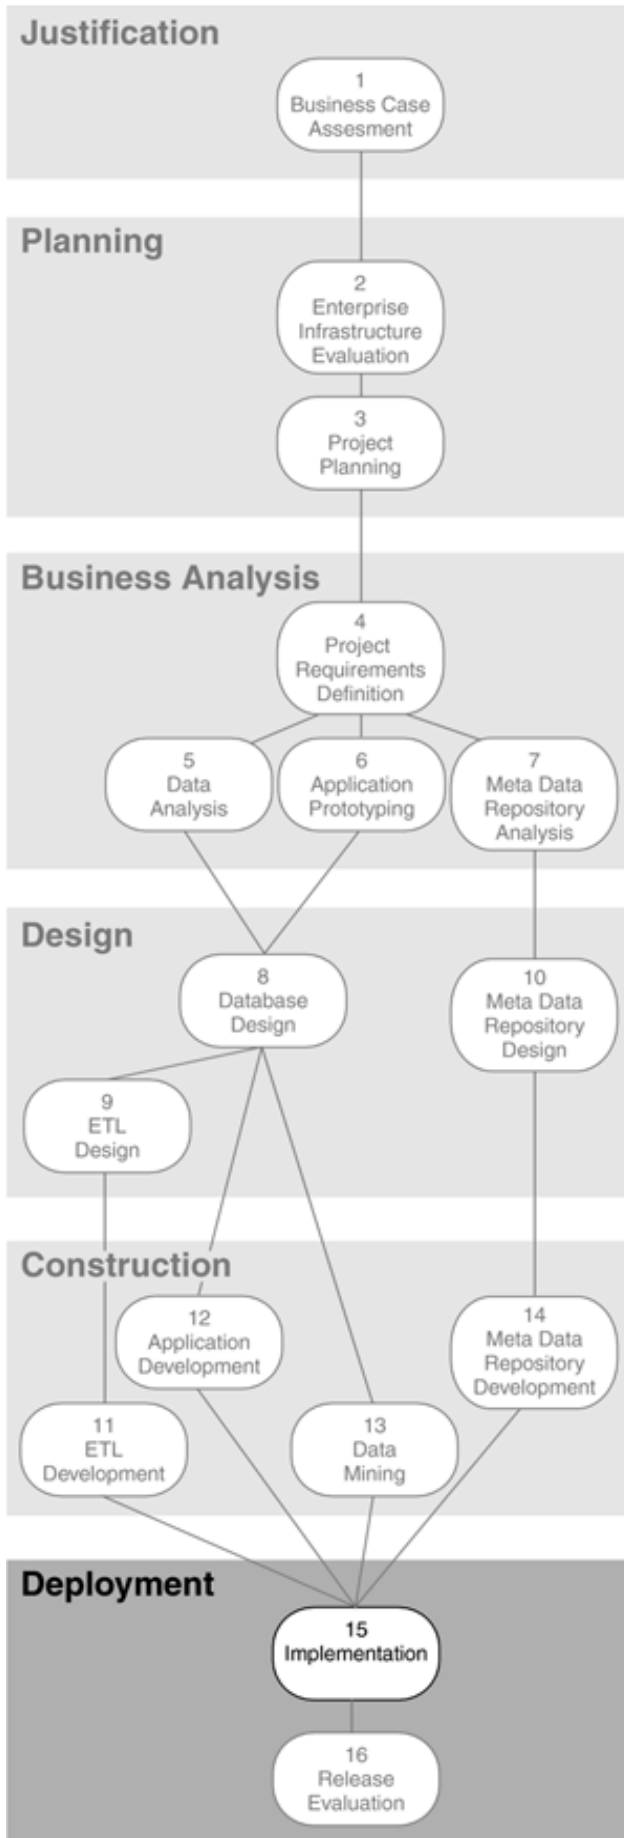 Justification
1
Business Case
Assesment
Planning
2
Enterprise
Infrastructure
Evaluation
3
Project
Planning
Business Analysis
4
Project
Requirements
Definition
5
Data
Analysis
6
Application
Prototyping
7
Meta Data
Repository
Analysis
Design
8
Database
Design
10
Meta Data
Repository
Design
9
ETL
Design
Construction
12
Application
Development
14
Meta Data
Repository
Development
11
ETL
Development
13
Data
Mining
Deployment
15
Implementation
16
Release
Evaluation